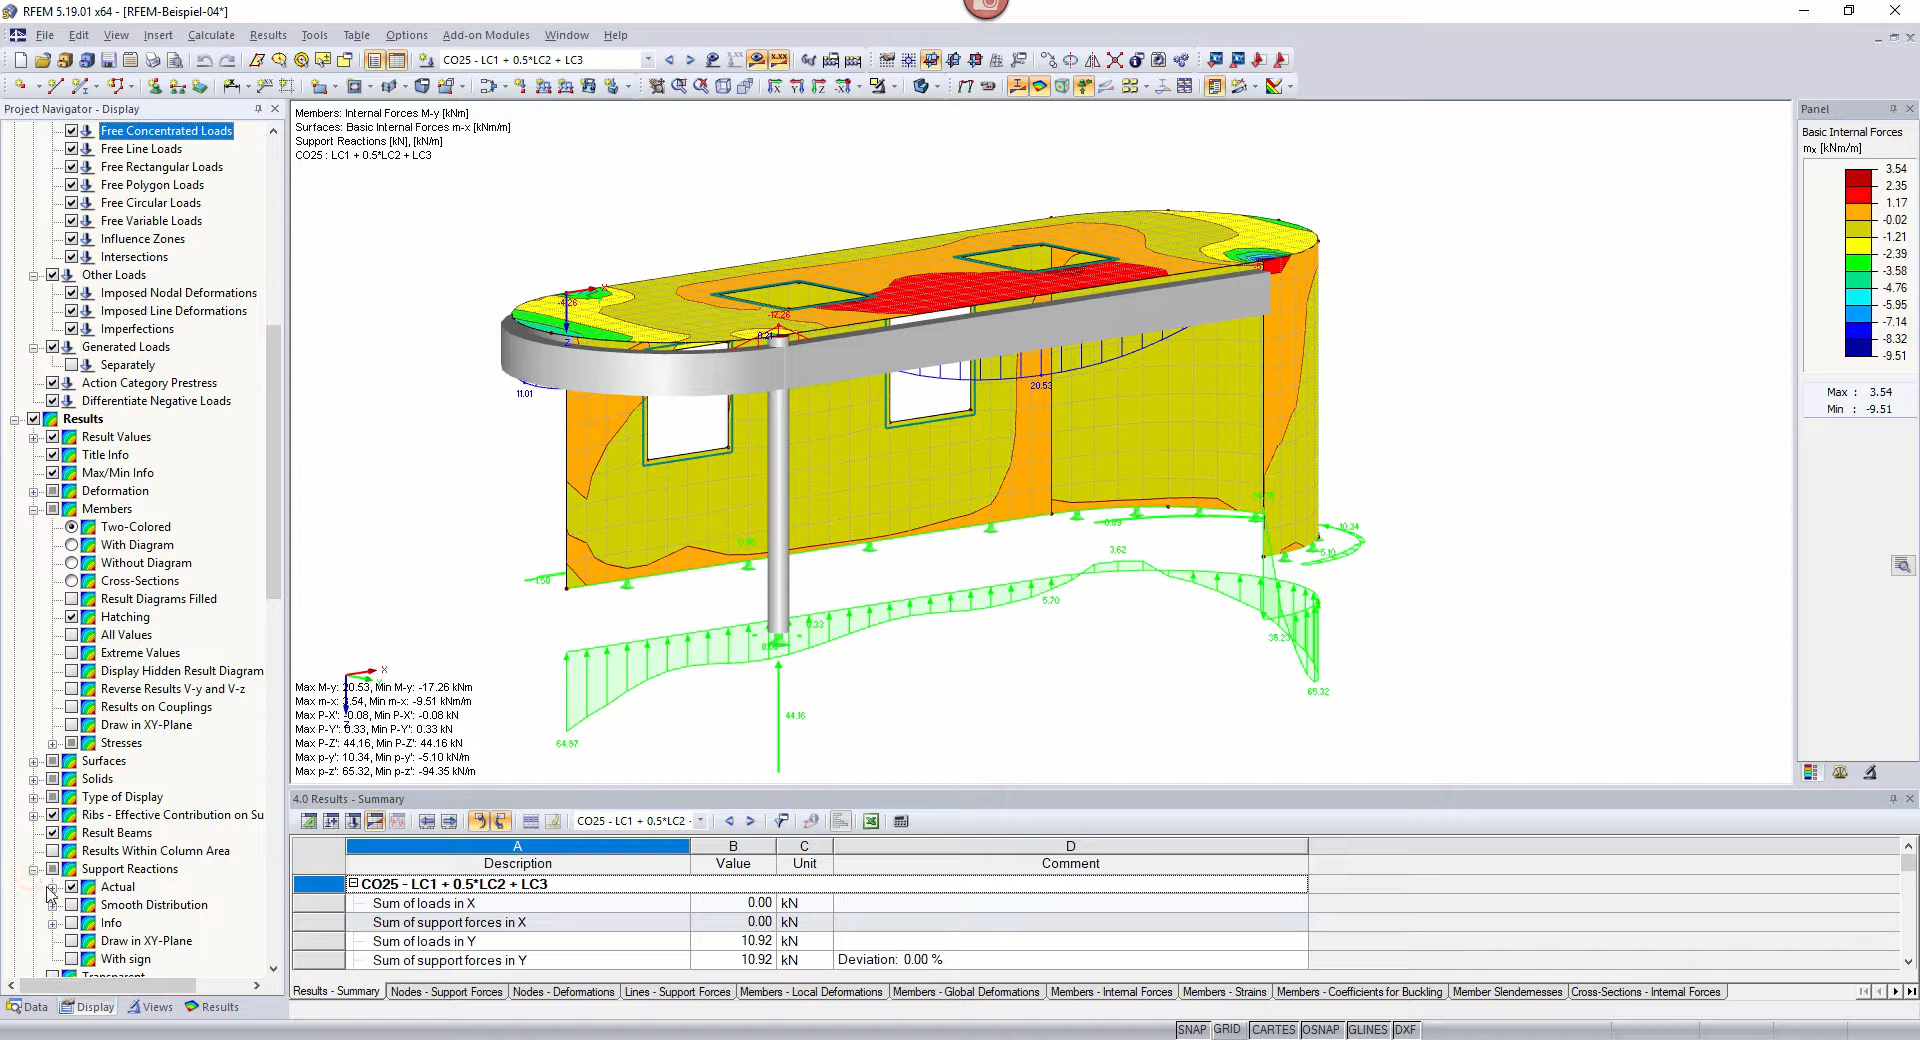 RFEM 5.19.01 x64 - [RFEM-Beispiel-04*]
File Edit View Insert Calculate Results Tools Table Options Add-on Modules Window Help
CO25 - LC1 + 0.5*LC2 + LC3
Project Navigator - Display
Free Concentrated Loads
Free Line Loads
Free Rectangular Loads
Free Polygon Loads
Free Circular Loads
Free Variable Loads
Influence Zones
Intersections
Other Loads
Imposed Nodal Deformations
Imposed Line Deformations
Imperfections
Generated Loads
Separately
Action Category Prestress
Differentiate Negative Loads
Results
Result Values
Title Info
Max/Min Info
Deformation
Members
Two-Colored
With Diagram
Without Diagram
Cross-Sections
Result Diagrams Filled
Hatching
All Values
Extreme Values
Display Hidden Result Diagram
Reverse Results V-y and V-z
Results on Couplings
Draw in XY-Plane
Stresses
Surfaces
Solids
Type of Display
Ribs - Effective Contribution on Su
Result Beams
Results Within Column Area
Support Reactions
Actual
Smooth Distribution
Info
Draw in XY-Plane
With sign
Data Display Views Results
Members: Internal Forces M-y [kNm]
Surfaces: Basic Internal Forces m-x [kNm/m]
Support Reactions [kN], [kN/m]
CO25 : LC1 + 0.5*LC2 + LC3
X
-4.26
Z
-17.26
11.01
20.53
10.34
5.10
3.62
1.50
5.70
35.23
65.32
44.16
64.97
X
Z
Max M-y: 20.53, Min M-y: -17.26 kNm
Max m-x: 3.54, Min m-x: -9.51 kNm/m
Max P-X': -0.08, Min P-X': -0.08 kN
Max P-Y': 0.33, Min P-Y': 0.33 kN
Max P-Z': 44.16, Min P-Z': 44.16 kN
Max p-y': 10.34, Min p-y': -5.10 kN/m
Max p-z': 65.32, Min p-z': -94.35 kN/m
Panel
Basic Internal Forces
mx [kNm/m]
3.54
2.35
1.17
-0.02
-1.21
-2.39
-3.58
-4.76
-5.95
-7.14
-8.32
-9.51
Max : 3.54
Min : -9.51
4.0 Results - Summary
CO25 - LC1 + 0.5*LC2 -
A B C D
Description Value Unit Comment
CO25 - LC1 + 0.5*LC2 + LC3
Sum of loads in X 0.00 kN
Sum of support forces in X 0.00 kN
Sum of loads in Y 10.92 kN
Sum of support forces in Y 10.92 kN Deviation: 0.00 %
Results - Summary Nodes - Support Forces Nodes - Deformations Lines - Support Forces Members - Local Deformations Members - Global Deformations Members - Internal Forces Members - Strains Members - Coefficients for Buckling Member Slendernesses Cross-Sections - Internal Forces
SNAP GRID CARTES OSNAP GLINES DXF